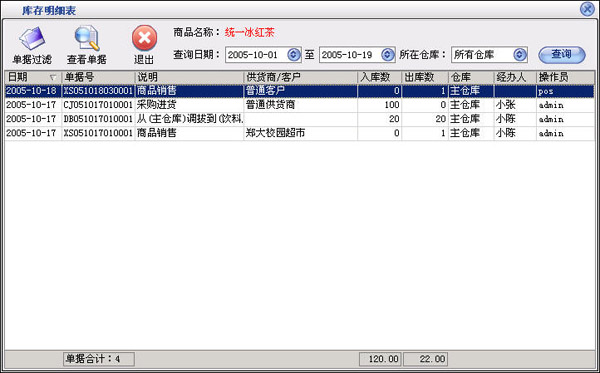 库存明细表
单据过滤 查看单据 退出
商品名称： 统一冰红茶
查询日期： 2005-10-01 至 2005-10-19 所在仓库： 所有仓库 查询
日期 单据号 说明 供货商/客户 入库数 出库数 仓库 经办人 操作员
2005-10-18 XS051018030001 商品销售 普通客户 0 1 主仓库 pos
2005-10-17 CJ051017010001 采购进货 普通供货商 100 0 主仓库 小张 admin
2005-10-17 DB051017010001 从(主仓库)调拔到(饮料. 20 20 主仓库 小陈 admin
2005-10-17 XS051017010001 商品销售 郑大校园超市 0 1 主仓库 小陈 admin
单据合计：4 120.00 22.00